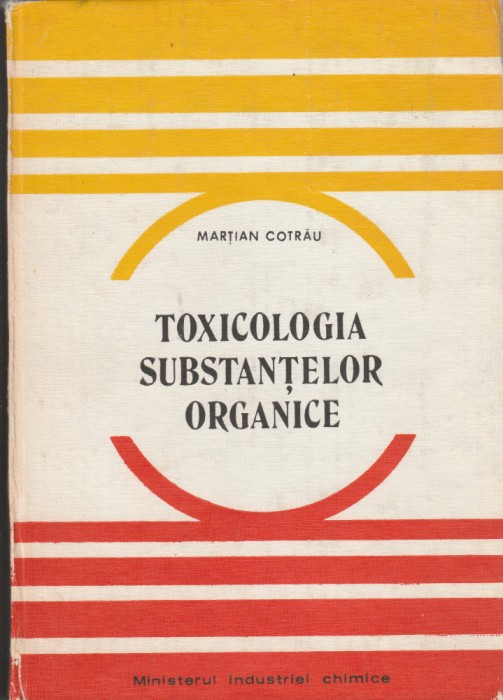 MARȚIAN COTRĂU
TOXICOLOGIA
SUBSTANȚELOR
ORGANICE
Ministerul industriei chimice